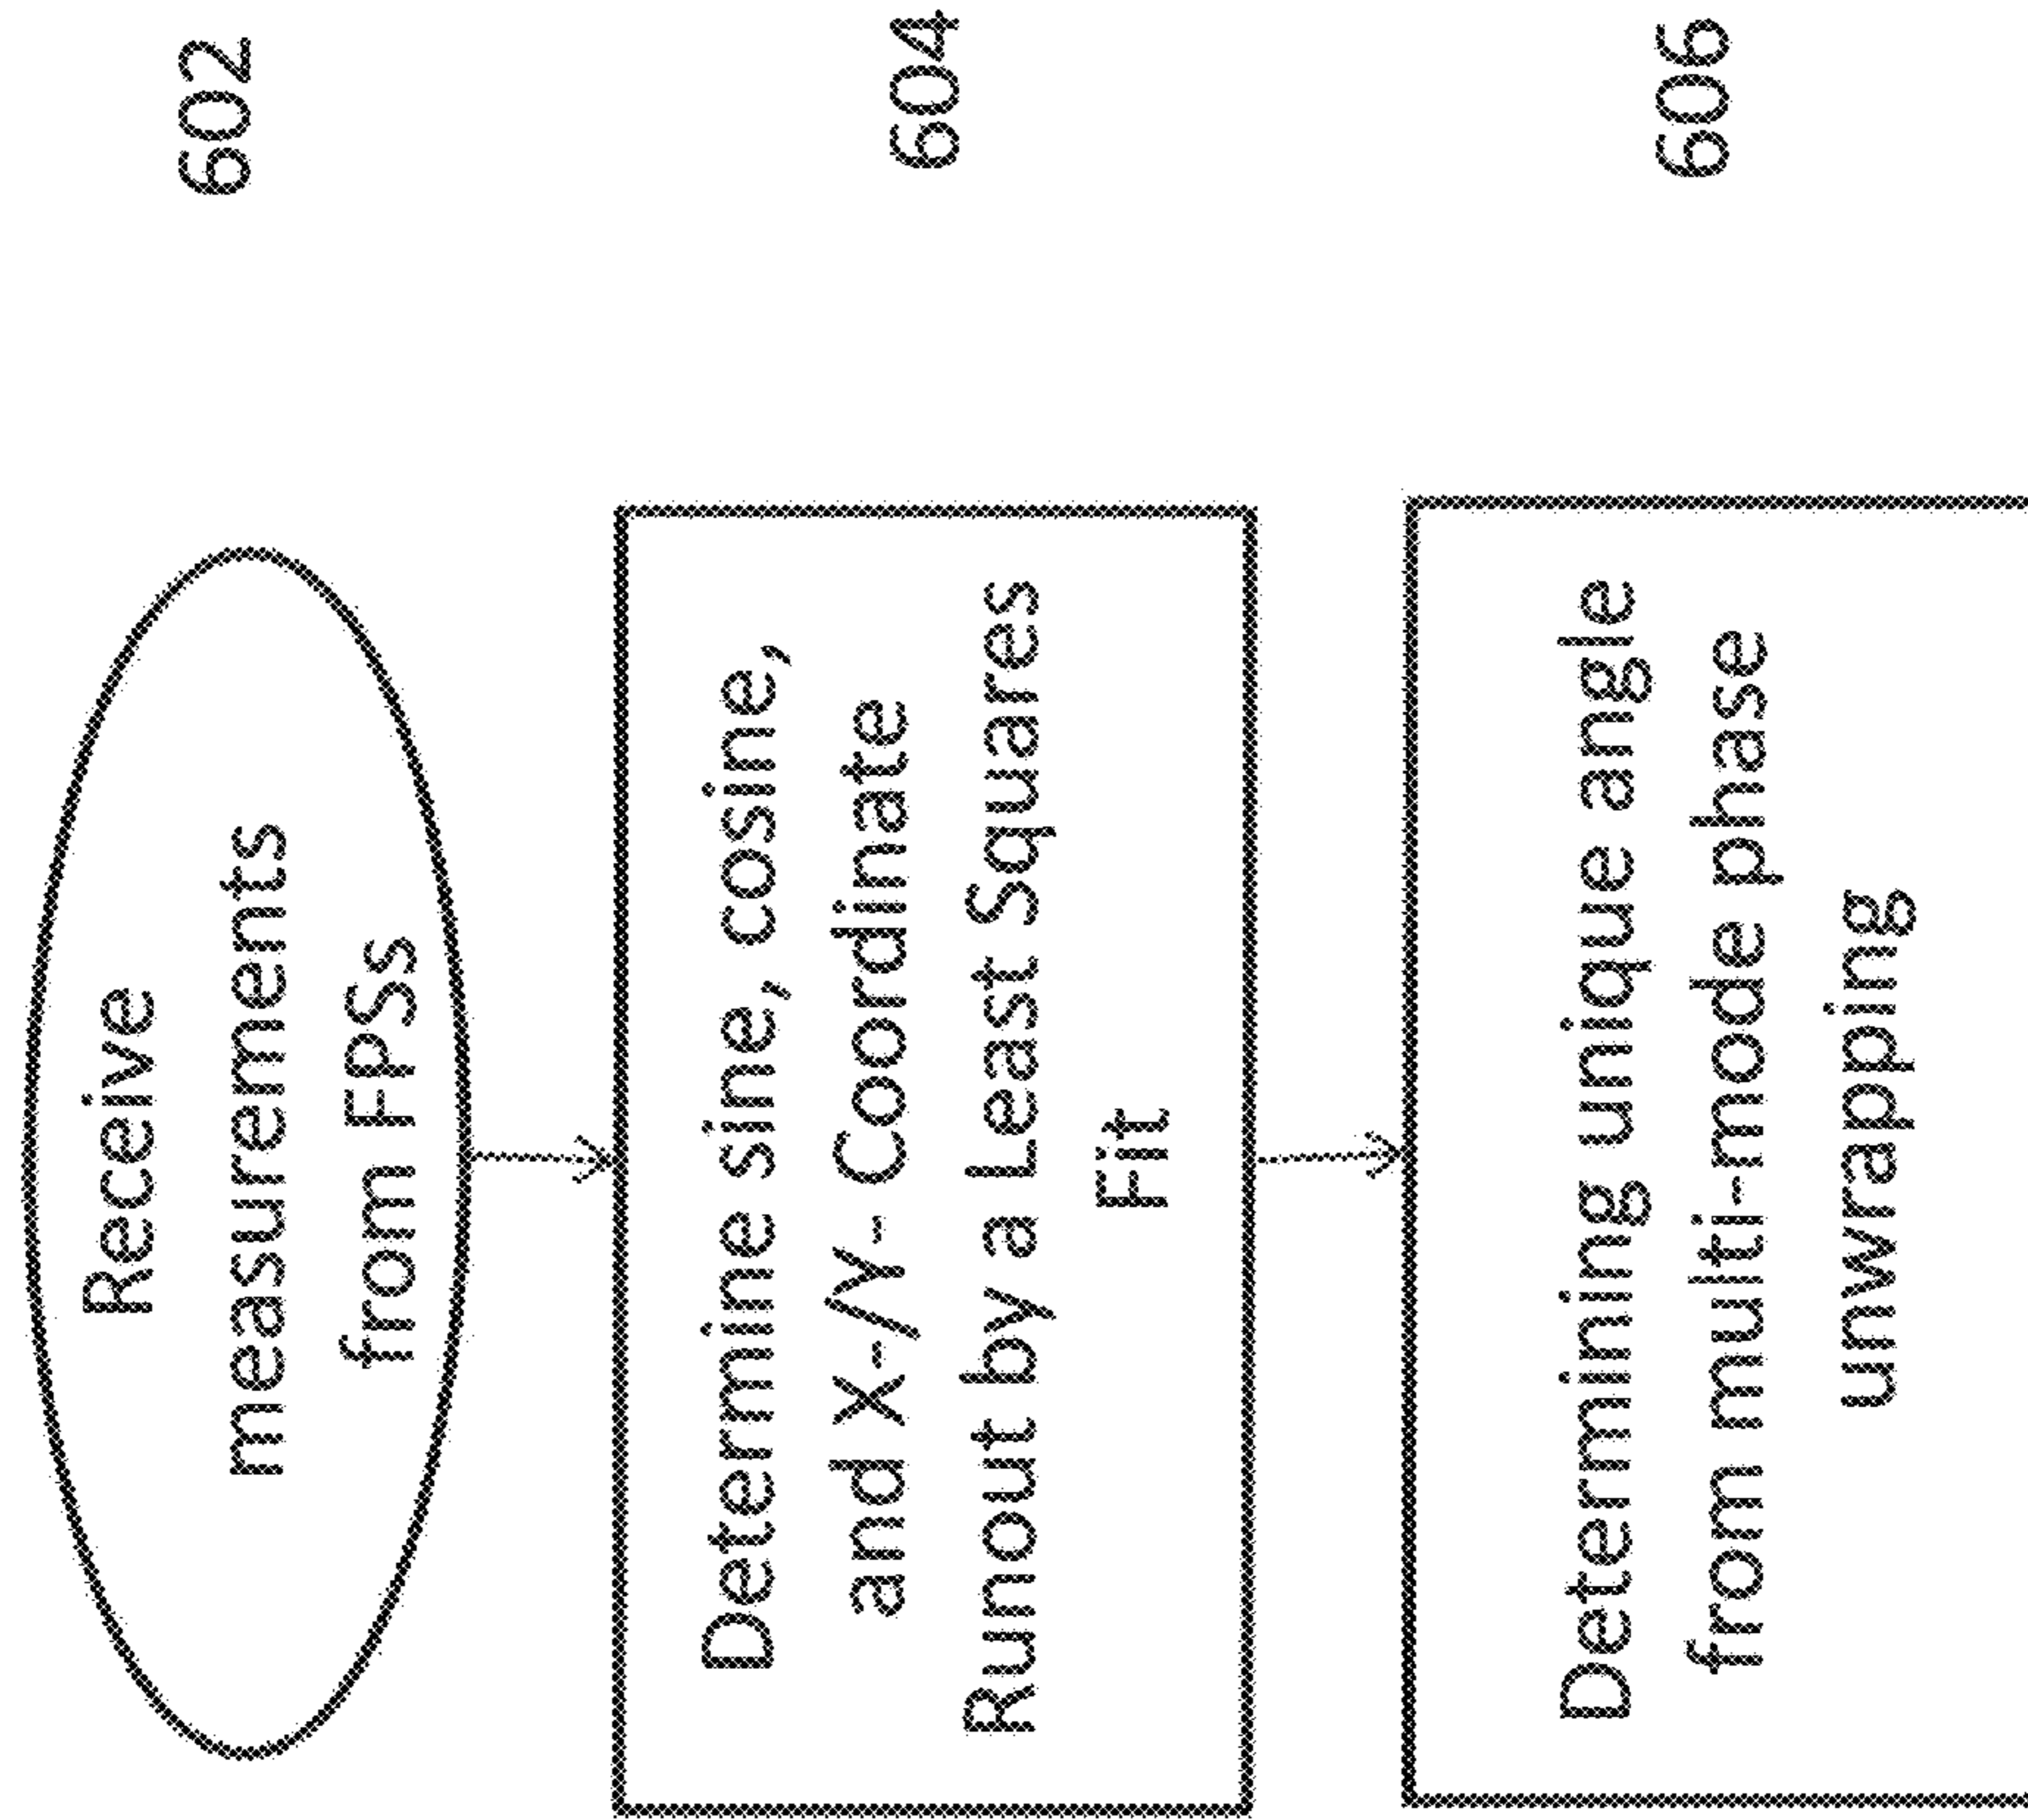 Receive
measurements
from FPSs
602
Determine sine, cosine,
and X-/Y- Coordinate
Runout by a Least Squares
Fit
604
Determining unique angle
from multi-mode phase
unwrapping
606